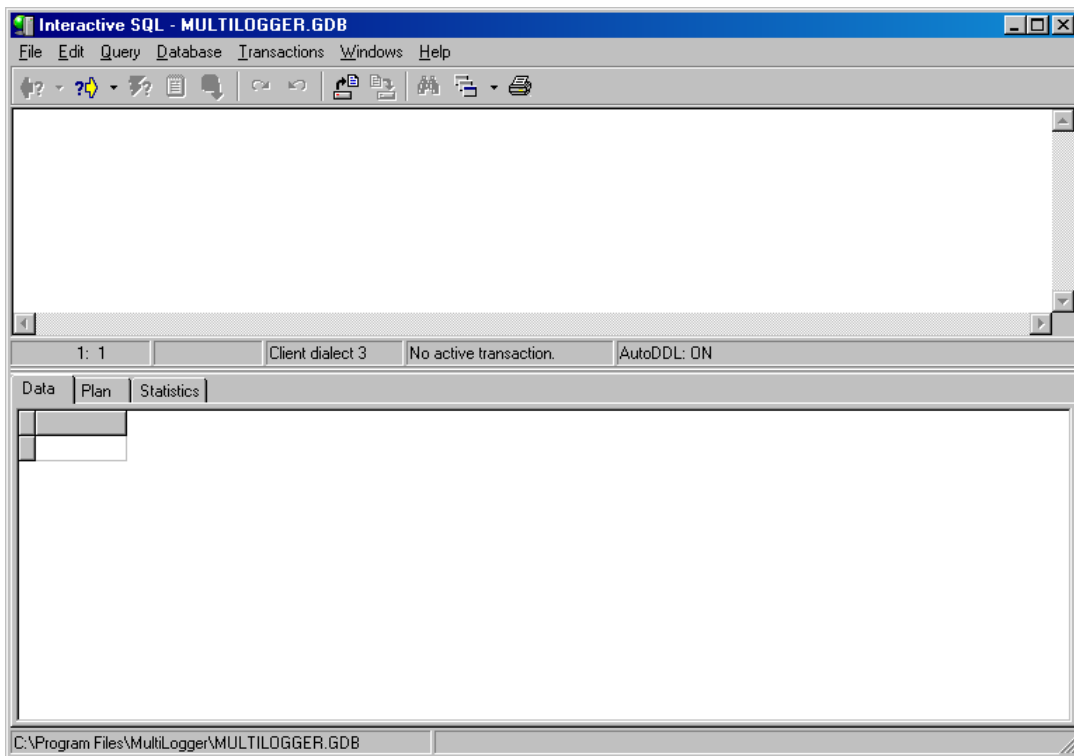 Interactive SQL - MULTILOGGER.GDB
File Edit Query Database Transactions Windows Help
1: 1 Client dialect 3 No active transaction. AutoDDL: ON
Data Plan Statistics
C:\Program Files\MultiLogger\MULTILOGGER.GDB